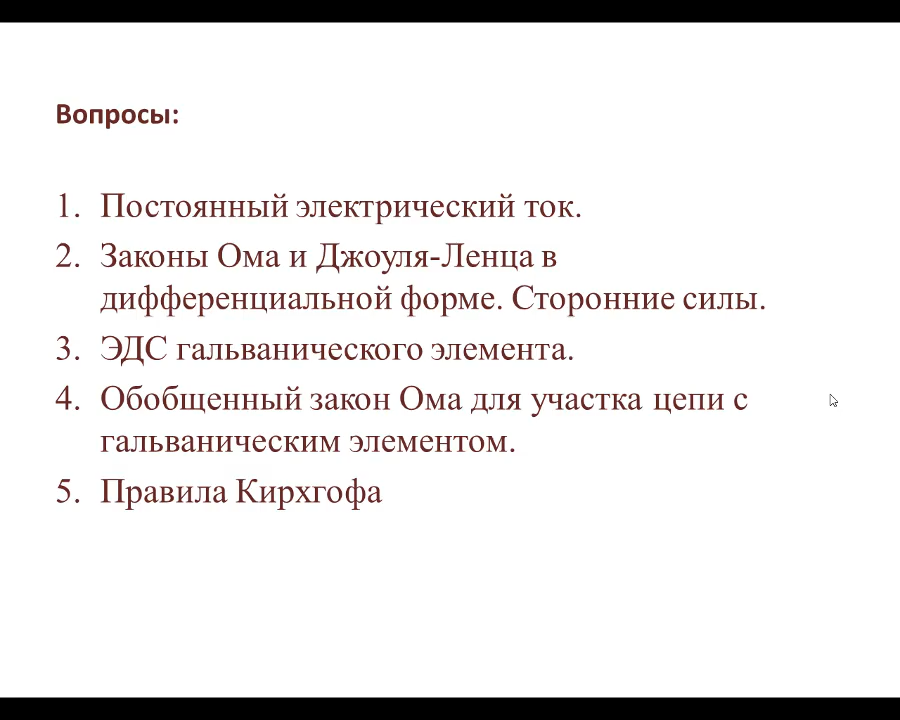 Вопросы:
1. Постоянный электрический ток.
2. Законы Ома и Джоуля-Ленца в
дифференциальной форме. Сторонние силы.
3. ЭДС гальванического элемента.
4. Обобщенный закон Ома для участка цепи с
гальваническим элементом.
5. Правила Кирхгофа